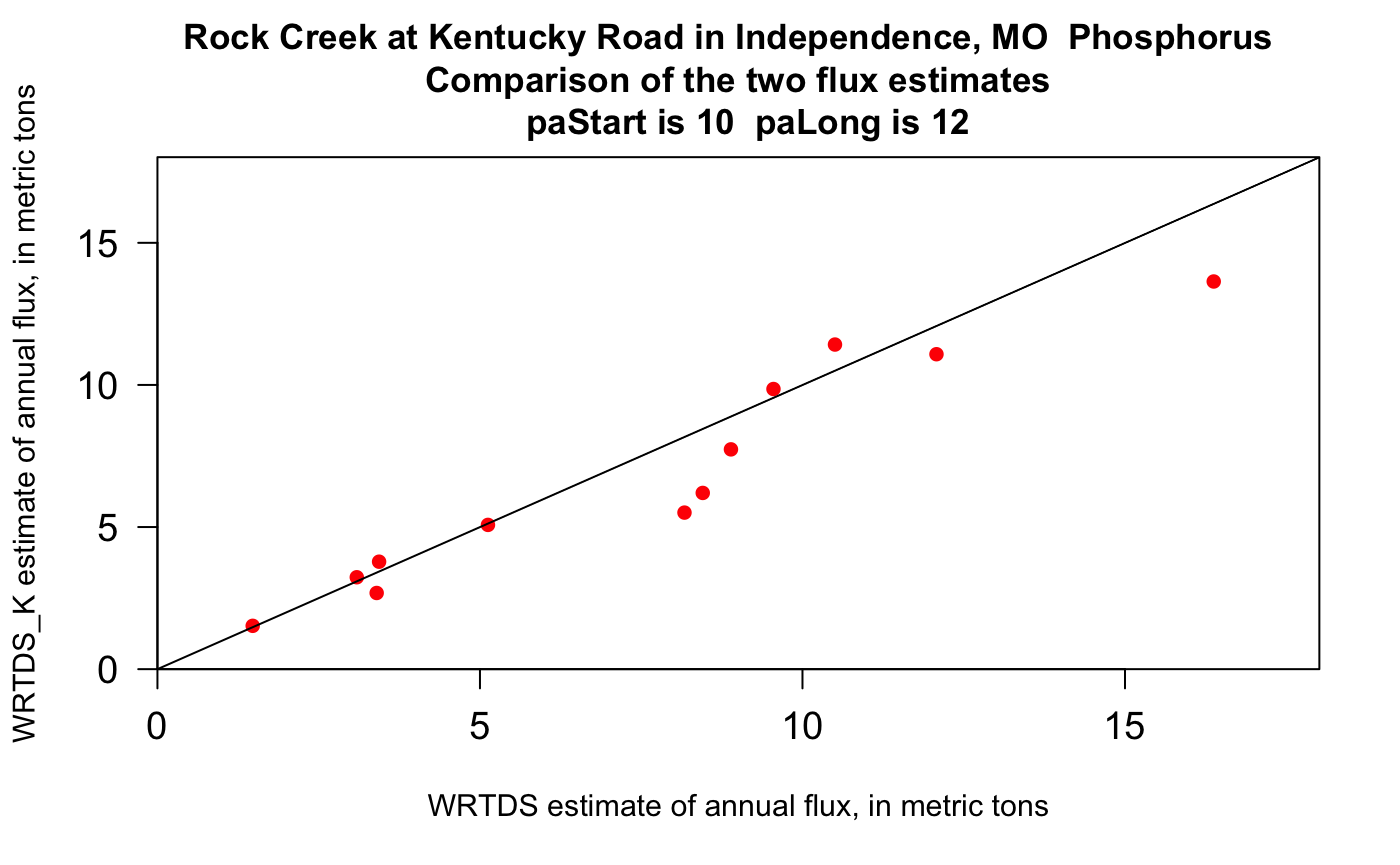 Rock Creek at Kentucky Road in Independence, MO  Phosphorus
Comparison of the two flux estimates
paStart is 10  paLong is 12
WRTDS_K estimate of annual flux, in metric tons
15
10
5
0
0 5 10 15
WRTDS estimate of annual flux, in metric tons